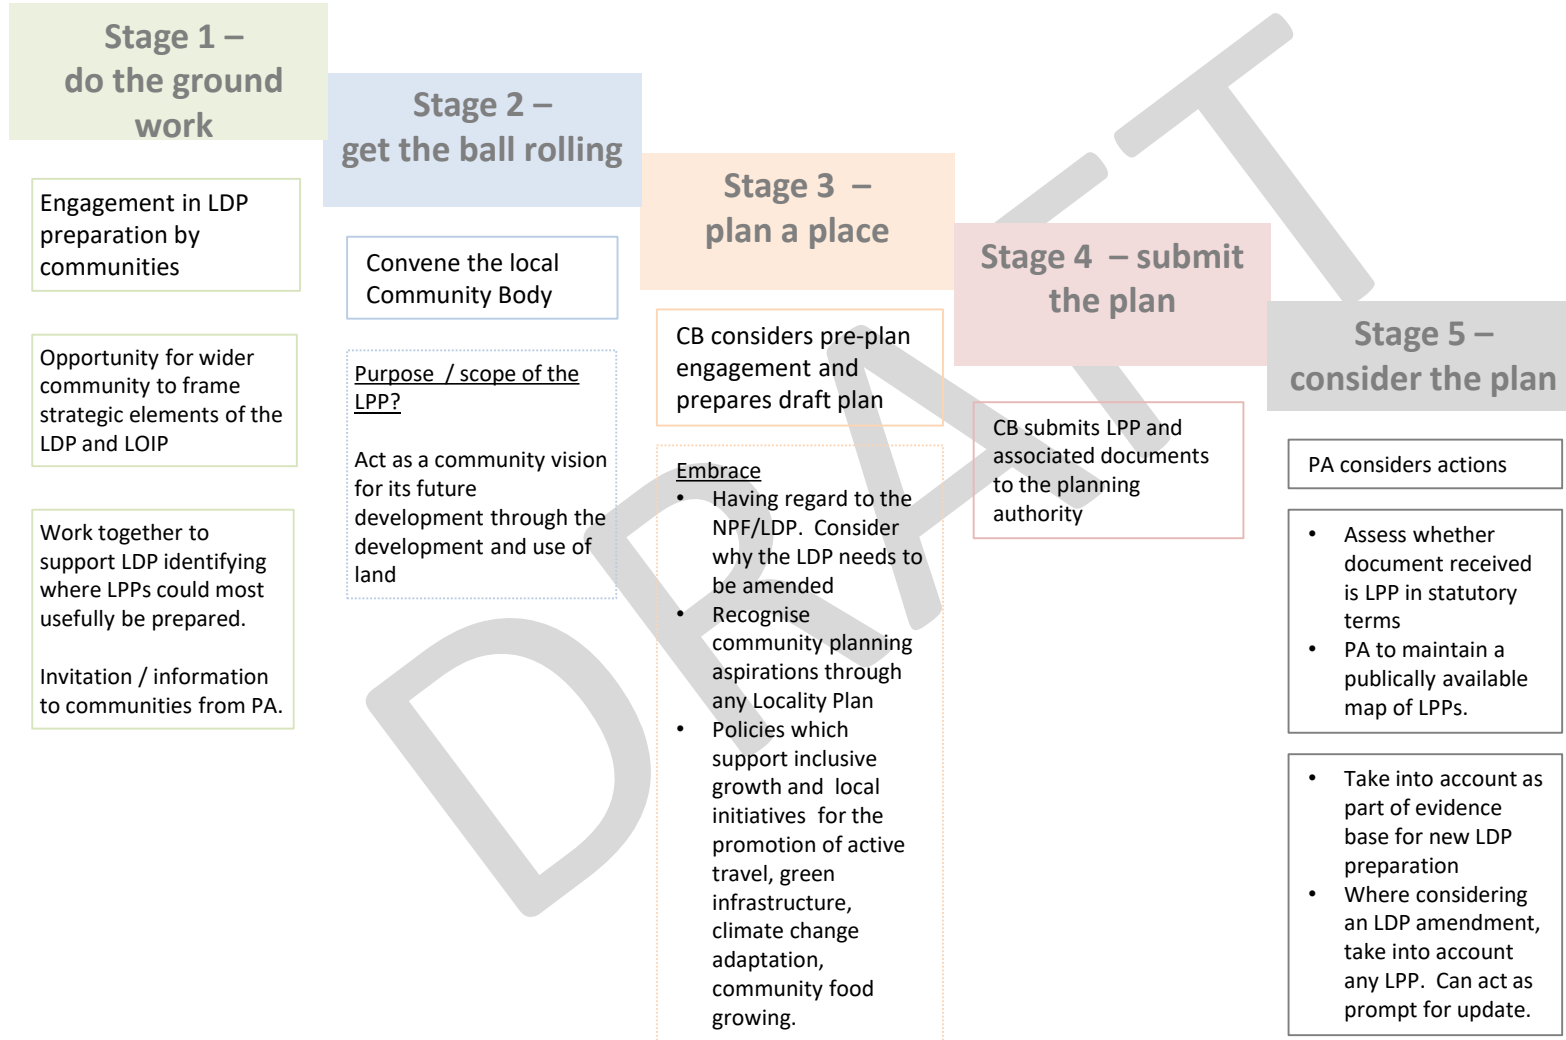 Stage 1 –
do the ground
work
Engagement in LDP
preparation by
communities
Opportunity for wider
community to frame
strategic elements of the
LDP and LOIP
Work together to
support LDP identifying
where LPPs could most
usefully be prepared.
Invitation / information
to communities from PA.
Stage 2 –
get the ball rolling
Convene the local
Community Body
Purpose / scope of the
LPP?
Act as a community vision
for its future
development through the
development and use of
land
Stage 3 –
plan a place
CB considers pre-plan
engagement and
prepares draft plan
Embrace
• Having regard to the
NPF/LDP. Consider
why the LDP needs to
be amended
• Recognise
community planning
aspirations through
any Locality Plan
• Policies which
support inclusive
growth and local
initiatives for the
promotion of active
travel, green
infrastructure,
climate change
adaptation,
community food
growing.
Stage 4 – submit
the plan
CB submits LPP and
associated documents
to the planning
authority
Stage 5 –
consider the plan
PA considers actions
• Assess whether
document received
is LPP in statutory
terms
• PA to maintain a
publically available
map of LPPs.
• Take into account as
part of evidence
base for new LDP
preparation
• Where considering
an LDP amendment,
take into account
any LPP. Can act as
prompt for update.
DRAFT